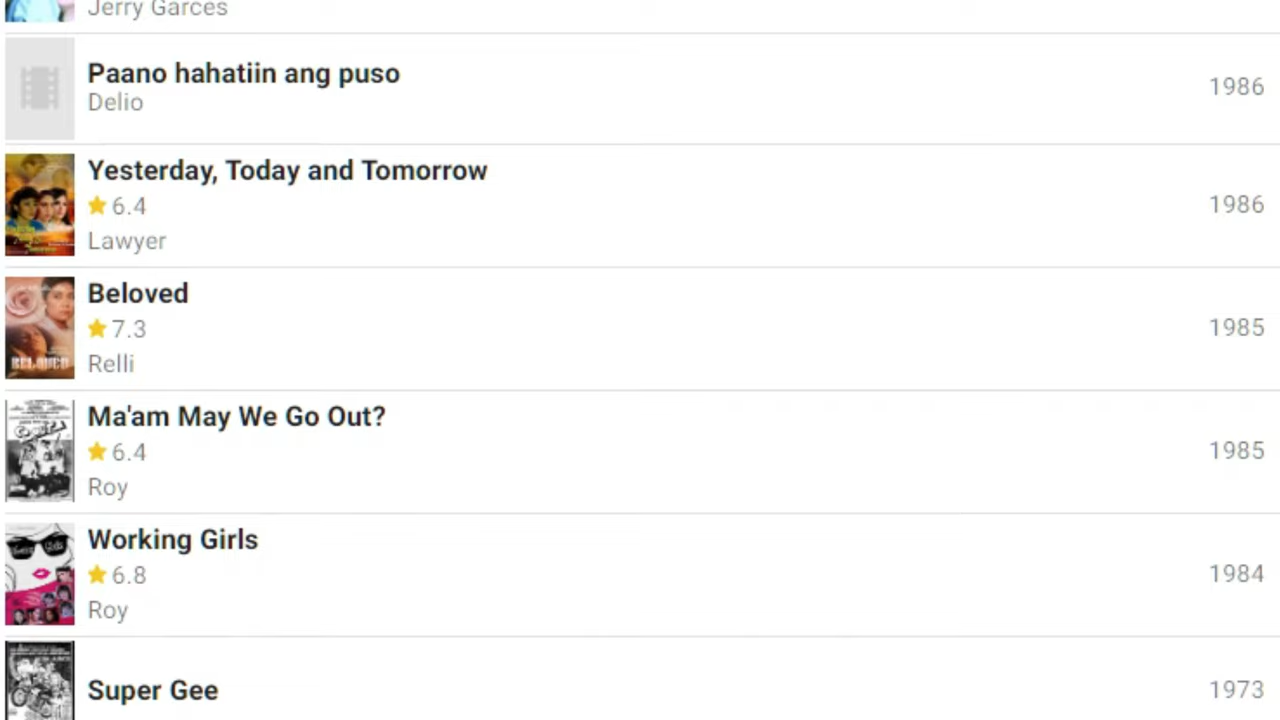 Jerry Garces
Paano hahatiin ang puso
Delio
1986
Yesterday, Today and Tomorrow
6.4
Lawyer
1986
Beloved
7.3
Relli
1985
BELOVED
Ma'am May We Go Out?
6.4
Roy
1985
Working Girls
6.8
Roy
1984
Super Gee
1973